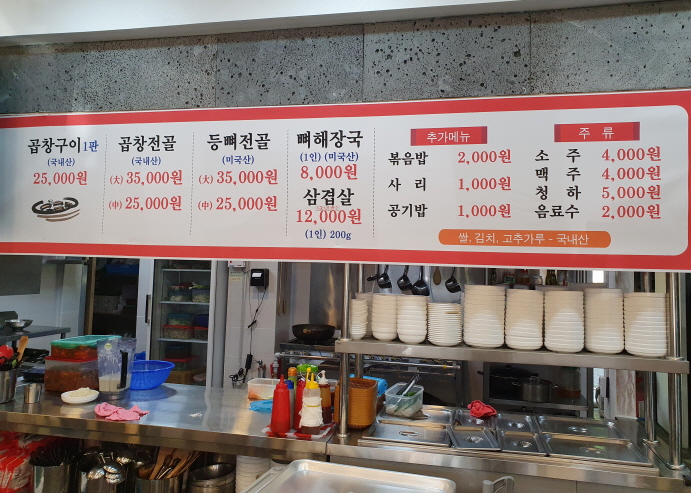 곱창구이 1판
(국내산)
25,000원
곱창전골
(국내산)
(大) 35,000원
(中) 25,000원
등뼈전골
(미국산)
(大) 35,000원
(中) 25,000원
뼈해장국
(1인) (미국산)
8,000원
삼겹살
12,000원
(1인) 200g
추가메뉴
볶음밥 2,000원
사 리 1,000원
공기밥 1,000원
주 류
소 주 4,000원
맥 주 4,000원
청 하 5,000원
음료수 2,000원
쌀, 김치, 고추가루 - 국내산